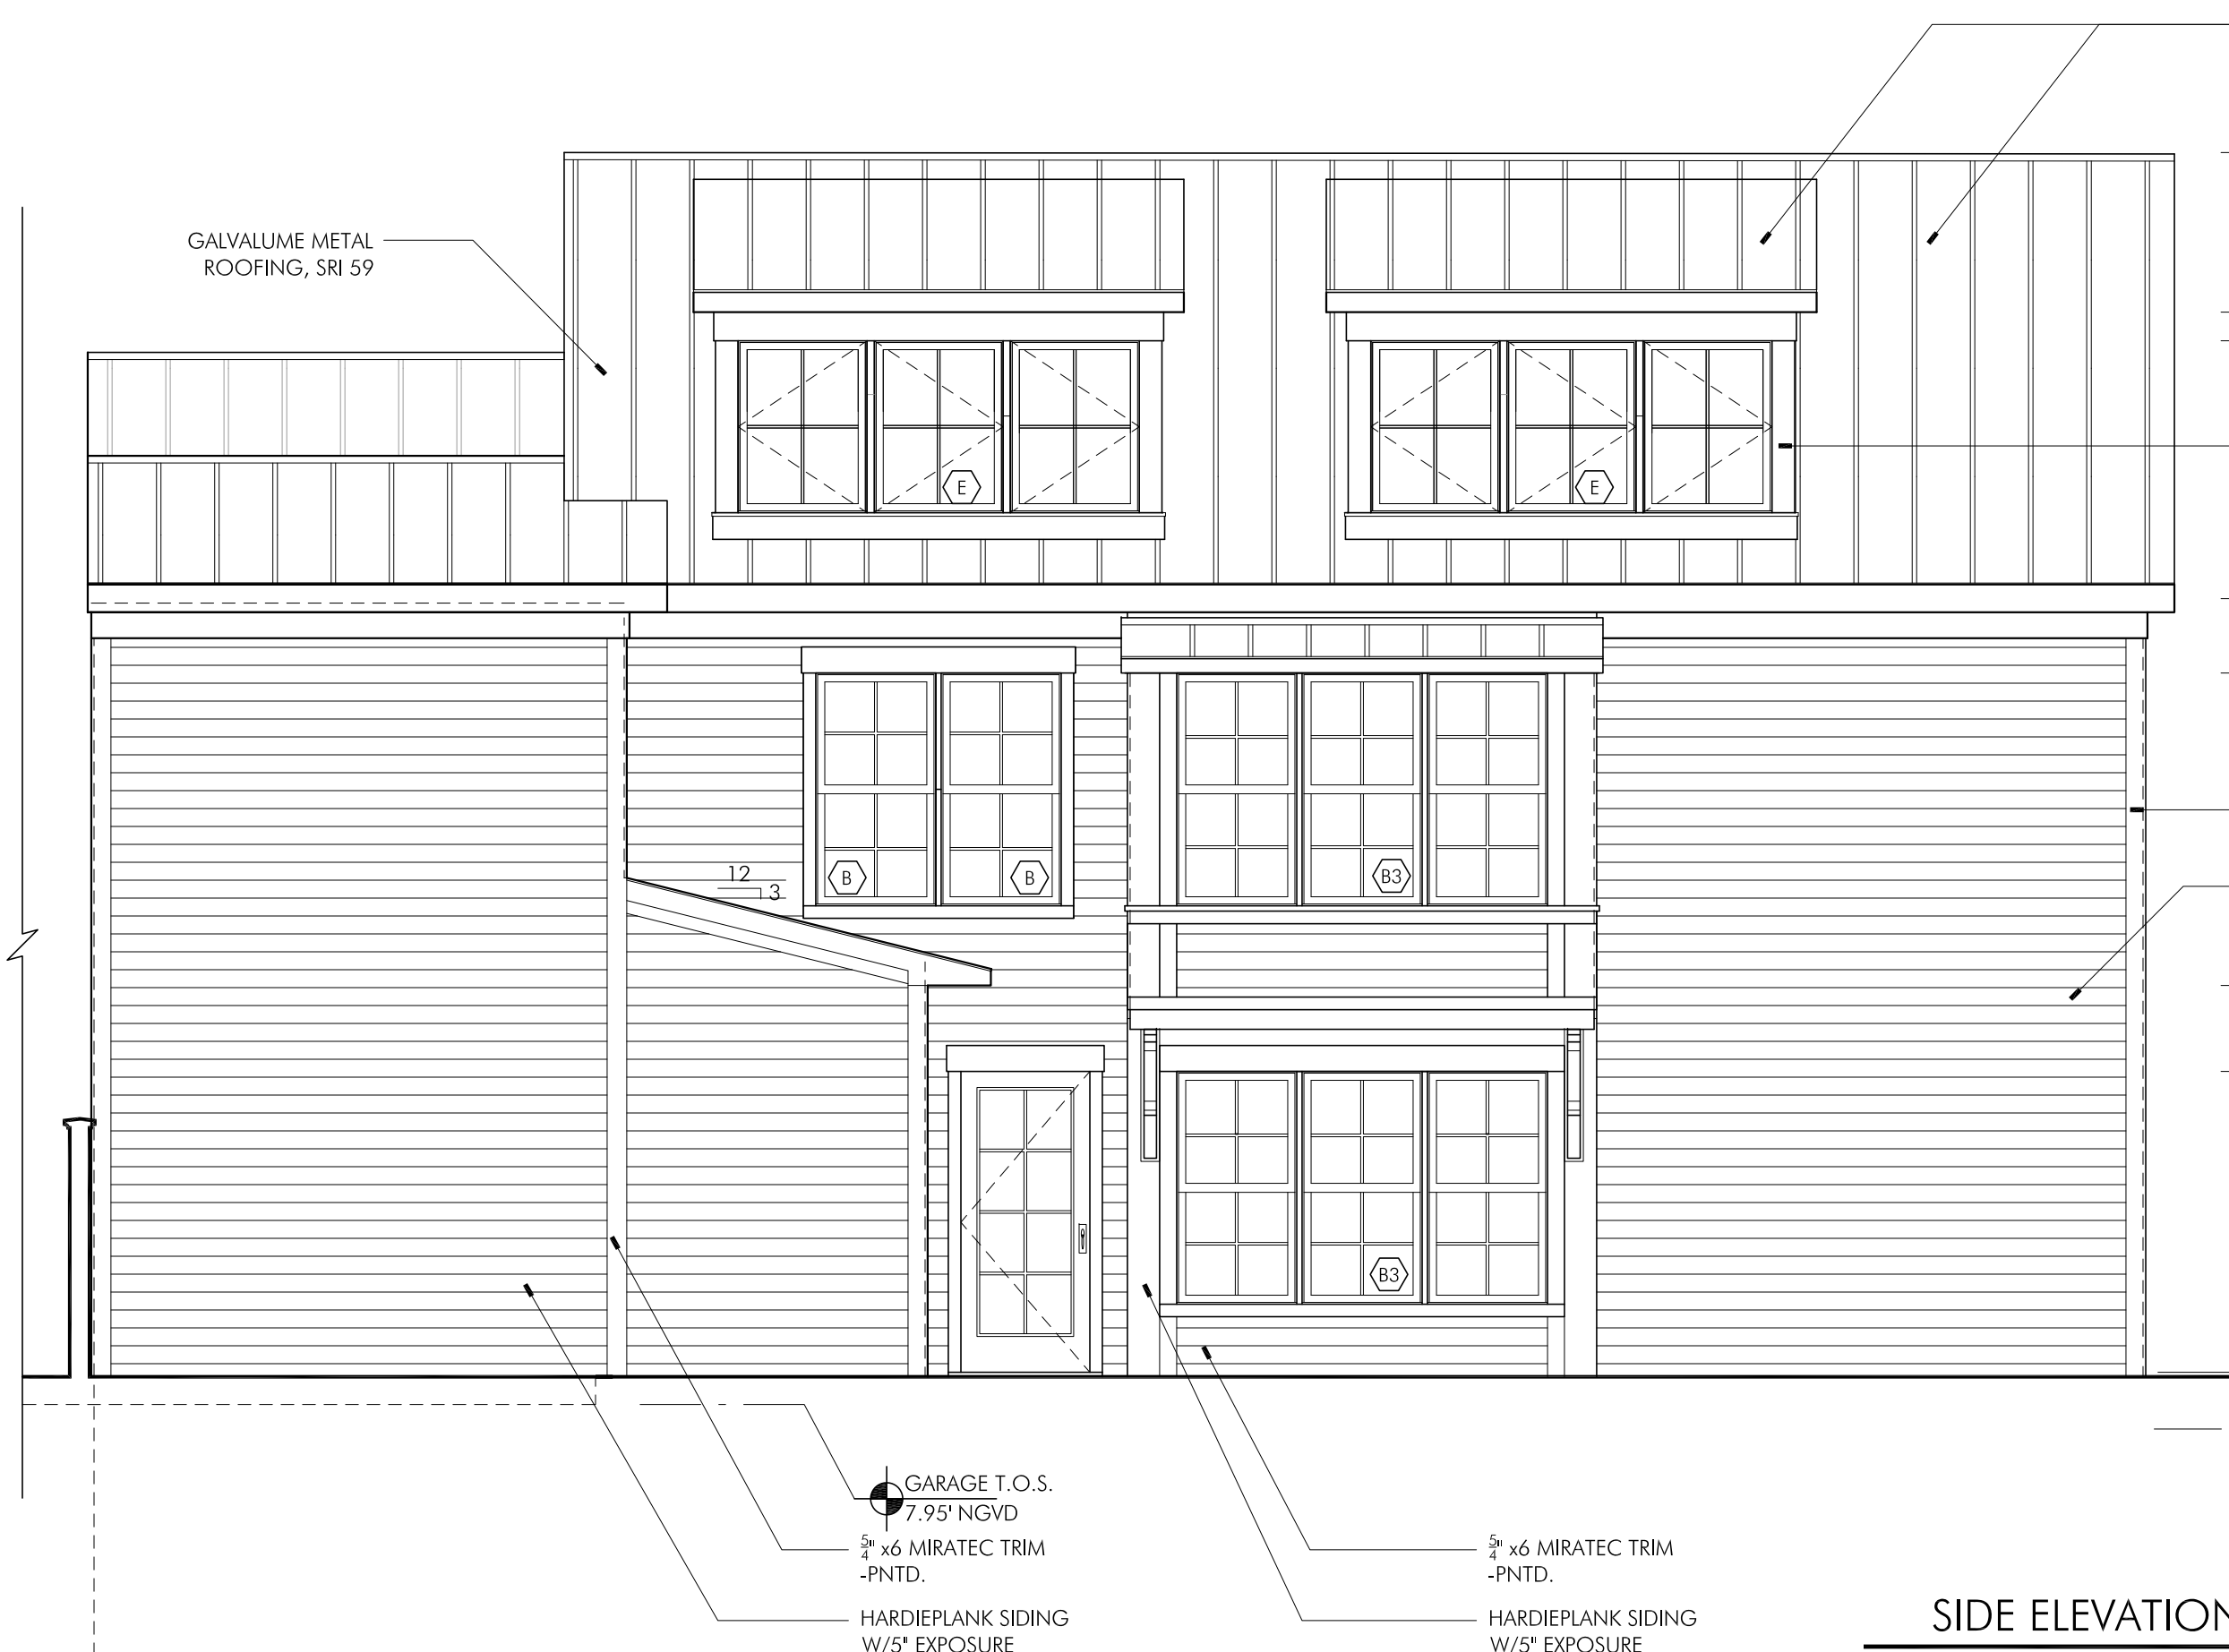 GALVALUME METAL
ROOFING, SRI 59
E
E
12
3
B
B
B3
B3
GARAGE T.O.S.
7.95' NGVD
5/4" x6 MIRATEC TRIM
-PNTD.
HARDIEPLANK SIDING
W/5" EXPOSURE
5/4" x6 MIRATEC TRIM
-PNTD.
HARDIEPLANK SIDING
W/5" EXPOSURE
SIDE ELEVATION